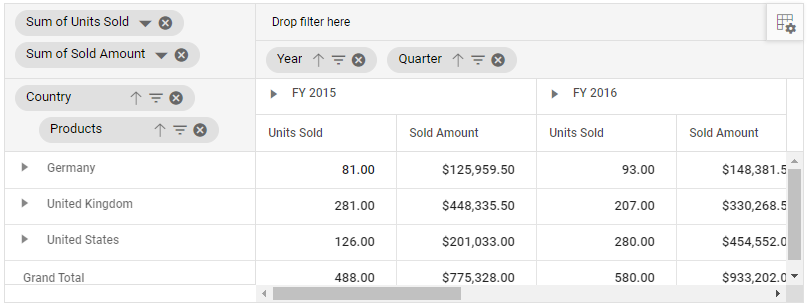 Sum of Units Sold
Drop filter here
Sum of Sold Amount
Year
Quarter
Country
FY 2015
FY 2016
Products
Units Sold
Sold Amount
Units Sold
Sold Amount
Germany 81.00 $125,959.50 93.00 $148,381.5
United Kingdom 281.00 $448,335.50 207.00 $330,268.5
United States 126.00 $201,033.00 280.00 $454,552.0
Grand Total 488.00 $775,328.00 580.00 $933,202.0